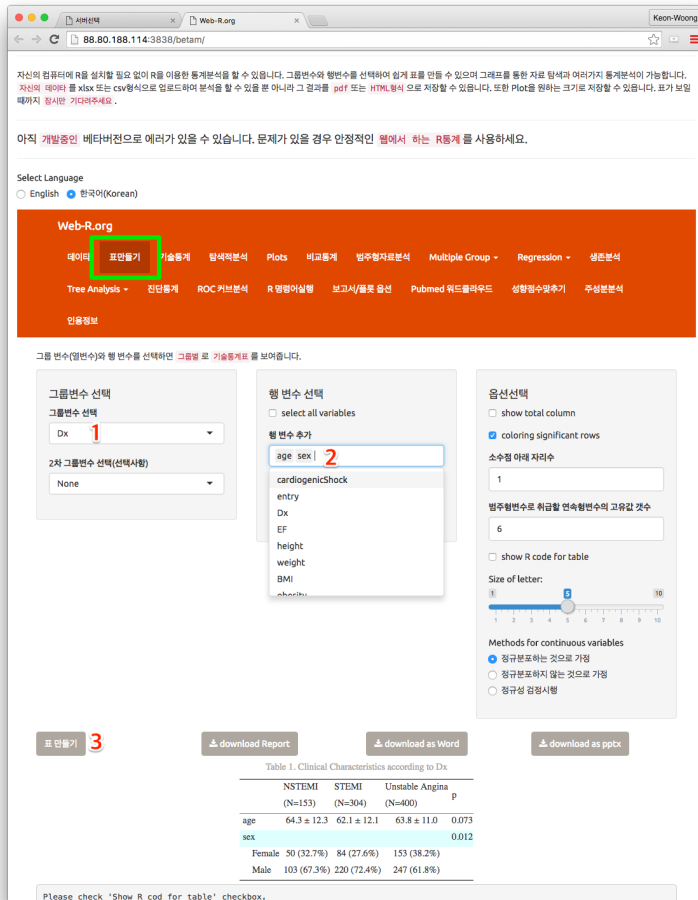 서버선택
Web-R.org
Keon-Woong
88.80.188.114:3838/betam/
자신의 컴퓨터에 R을 설치할 필요 없이 R을 이용한 통계분석을 할 수 있읍니다. 그룹변수와 행변수를 선택하여 쉽게 표를 만들 수 있으며 그래프를 통한 자료 탐색과 여러가지 통계분석이 가능합니다.
자신의 데이타 를 xlsx 또는 csv형식으로 업로드하여 분석을 할 수 있을 뿐 아니라 그 결과를 pdf 또는 HTML형식 으로 저장할 수 있읍니다. 또한 Plot을 원하는 크기로 저장할 수 있읍니다. 표가 보일
때까지 잠시만 기다려주세요 .
아직 개발중인 베타버전으로 에러가 있을 수 있습니다. 문제가 있을 경우 안정적인 웹에서 하는 R통계 를 사용하세요.
Select Language
English 한국어(Korean)
Web-R.org
데이타 표만들기 기술통계 탐색적분석 Plots 비교통계 범주형자료분석 Multiple Group Regression 생존분석
Tree Analysis 진단통계 ROC 커브분석 R 명령어실행 보고서/플롯 옵션 Pubmed 워드클라우드 성향점수맞추기 주성분분석
인용정보
그룹 변수(열변수)와 행 변수를 선택하면 그룹별 로 기술통계표 를 보여줍니다.
그룹변수 선택
그룹변수 선택
Dx 1
2차 그룹변수 선택(선택사항)
None
행 변수 선택
select all variables
행 변수 추가
age sex 2
cardiogenicShock
entry
Dx
EF
height
weight
BMI
obesity
옵션선택
show total column
coloring significant rows
소수점 아래 자리수
1
범주형변수로 취급할 연속형변수의 고유값 갯수
6
show R code for table
Size of letter:
1 5 10
1 2 3 4 5 6 7 8 9 10
Methods for continuous variables
정규분포하는 것으로 가정
정규분포하지 않는 것으로 가정
정규성 검정시행
표 만들기 3 download Report download as Word download as pptx
Table 1. Clinical Characteristics according to Dx
NSTEMI STEMI Unstable Angina p
(N=153) (N=304) (N=400)
age 64.3 ± 12.3 62.1 ± 12.1 63.8 ± 11.0 0.073
sex 0.012
Female 50 (32.7%) 84 (27.6%) 153 (38.2%)
Male 103 (67.3%) 220 (72.4%) 247 (61.8%)
Please check 'Show R cod for table' checkbox.